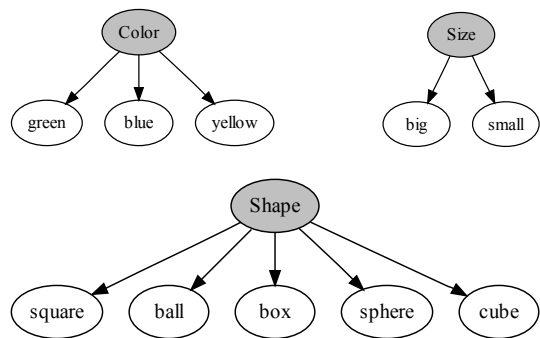 Color
Size
green
blue
yellow
big
small
Shape
square
ball
box
sphere
cube